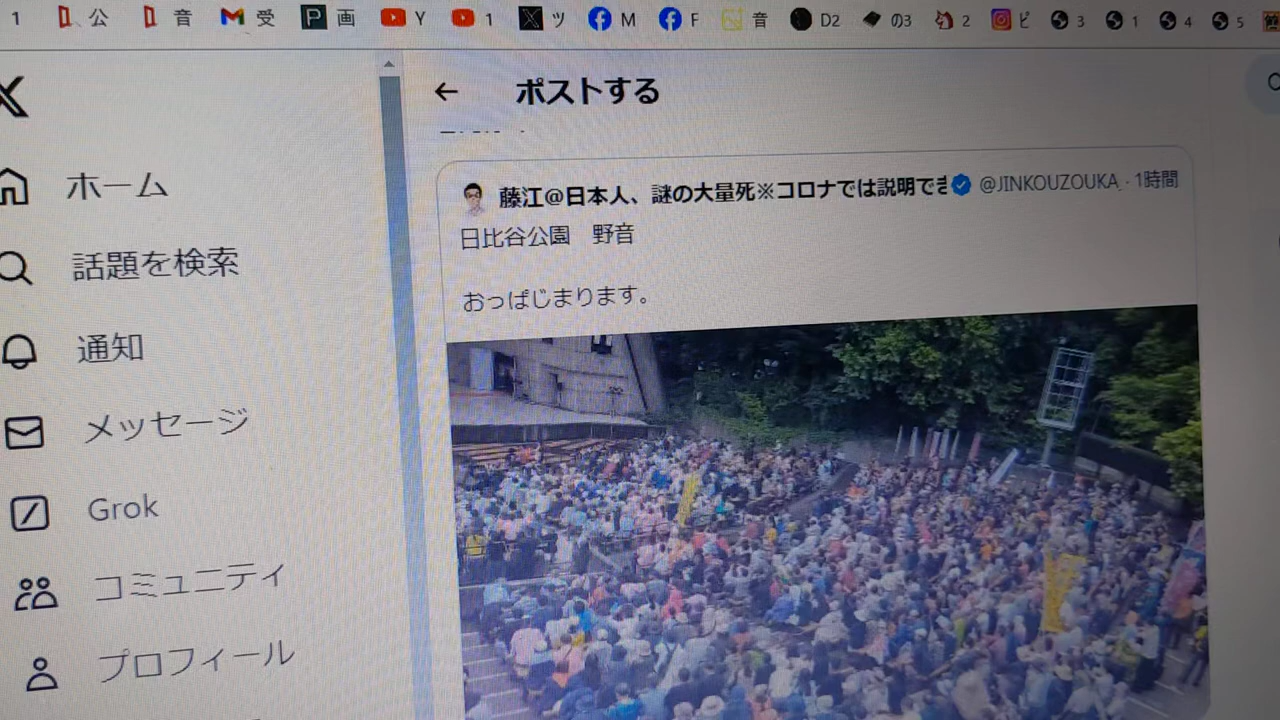 1 公 音 M 受 P 画 Y 1 X ツ M F 音 D2 の3 2 ビ 3 1 4 5
X
ホーム
話題を検索
通知
メッセージ
Grok
コミュニティ
プロフィール
← ポストする
藤江@日本人、謎の大量死※コロナでは説明でき @JINKOUZOUKA_ · 1時間
日比谷公園 野音
おっぱじまります。